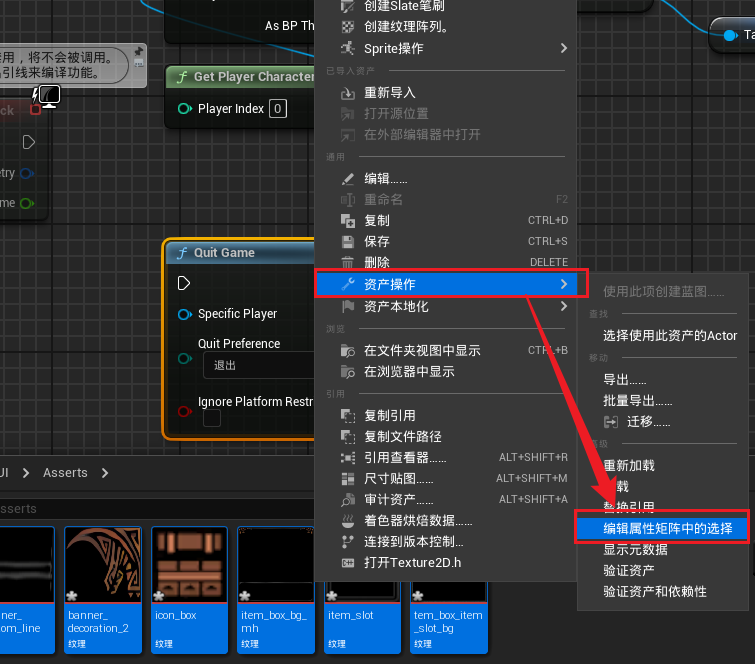 创建Slate笔刷
As BP Th
创建纹理阵列。
Sprite操作
用，将不会被调用。
引线来编译功能。
已导入资产
Get Player Character
重新导入
Player Index 0
打开源位置
在外部编辑器中打开
ck
通用
编辑……
重命名 F2
复制 CTRL+D
保存 CTRL+S
删除 DELETE
资产操作
资产本地化
etry
me
Quit Game
Specific Player
Quit Preference
退出
Ignore Platform Restr
浏览
在文件夹视图中显示 CTRL+B
在浏览器中显示
引用
复制引用
复制文件路径
引用查看器…… ALT+SHIFT+R
尺寸贴图…… ALT+SHIFT+M
审计资产…… ALT+SHIFT+A
着色器烘焙数据……
连接到版本控制…
打开Texture2D.h
使用此项创建蓝图……
查找
选择使用此资产的Actor
移动
导出……
批量导出……
迁移……
高级
重新加载
载
替换引用
编辑属性矩阵中的选择
显示元数据
验证资产
验证资产和依赖性
UI
Asserts
sserts
ner_
om_line
banner_
decoration_2
纹理
icon_box
纹理
item_box_bg_
mh
纹理
item_slot
纹理
tem_box_item
_slot_bg
纹理
Ta